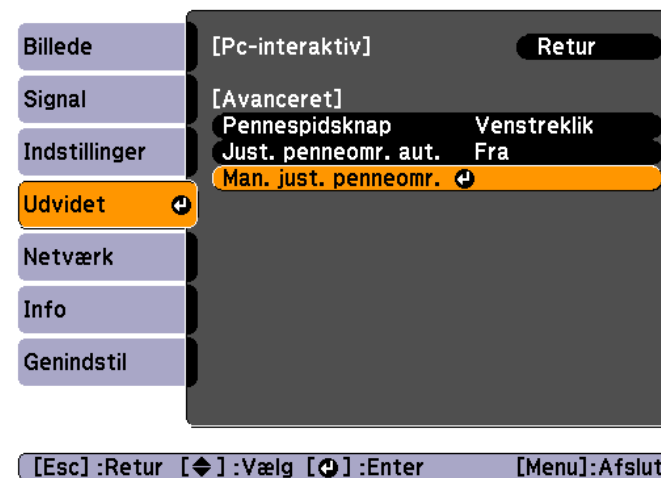 Billede
Signal
Indstillinger
Udvidet
Netværk
Info
Genindstil
[Pc-interaktiv] Retur
[Avanceret]
Pennespidsknap Venstreklik
Just. penneomr. aut. Fra
Man. just. penneomr.
[Esc] :Retur [ ] :Vælg [ ] :Enter [Menu]:Afslut